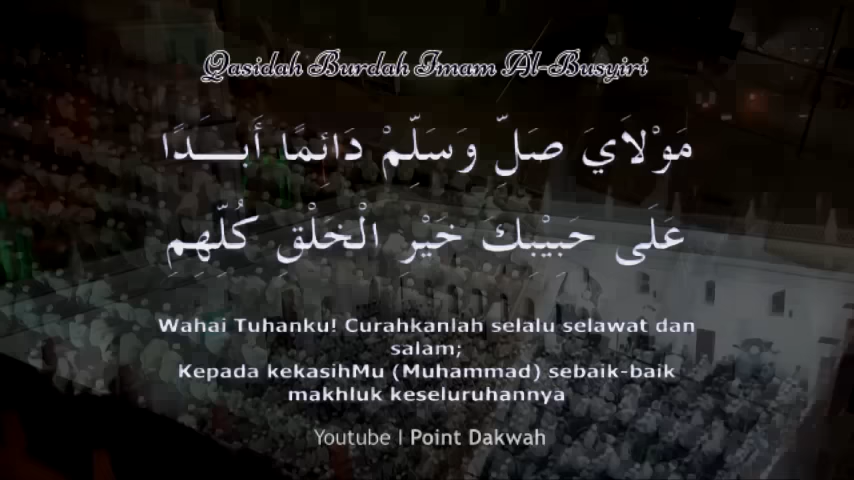 Qasidah Burdah Imam Al-Busyiri
مَوْلاَيَ صَلِّ وَسَلِّمْ دَائِمًا أَبَـــدًا
عَلَى حَبِيْبِكَ خَيْرِ الْخَلْقِ كُلِّهِمِ
Wahai Tuhanku! Curahkanlah selalu selawat dan
salam;
Kepada kekasihMu (Muhammad) sebaik-baik
makhluk keseluruhannya
Youtube | Point Dakwah